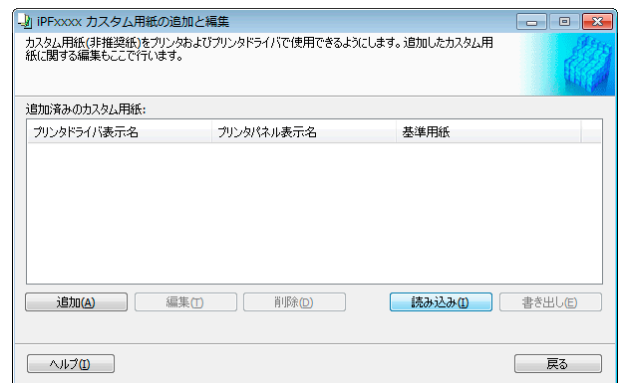 iPFxxxx カスタム用紙の追加と編集
カスタム用紙(非推奨紙)をプリンタおよびプリンタドライバで使用できるようにします。追加したカスタム用
紙に関する編集もここで行います。
追加済みのカスタム用紙:
プリンタドライバ表示名 プリンタパネル表示名 基準用紙
追加(A) 編集(T) 削除(D) 読み込み(I) 書き出し(E)
ヘルプ(I) 戻る